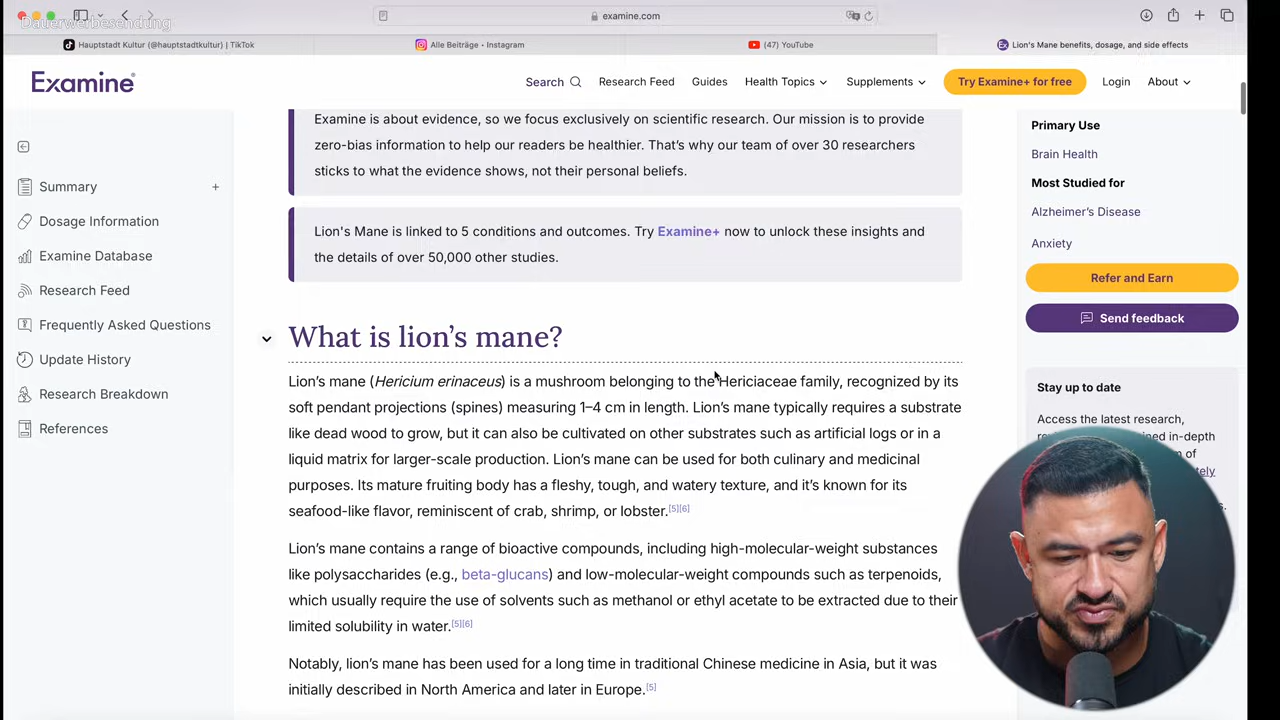 Dauerwerbesendung
examine.com
Hauptstadt Kultur (@hauptstadtkultur) | TikTok
Alle Beiträge • Instagram
(47) YouTube
Ex
Lion's Mane benefits, dosage, and side effects
Examine®
Search
Research Feed
Guides
Health Topics
Supplements
Try Examine+ for free
Login
About
Summary
+
Dosage Information
Examine Database
Research Feed
Frequently Asked Questions
Update History
Research Breakdown
References
Examine is about evidence, so we focus exclusively on scientific research. Our mission is to provide
zero-bias information to help our readers be healthier. That’s why our team of over 30 researchers
sticks to what the evidence shows, not their personal beliefs.
Lion's Mane is linked to 5 conditions and outcomes. Try Examine+ now to unlock these insights and
the details of over 50,000 other studies.
What is lion’s mane?
Lion’s mane (Hericium erinaceus) is a mushroom belonging to the Hericiaceae family, recognized by its
soft pendant projections (spines) measuring 1–4 cm in length. Lion’s mane typically requires a substrate
like dead wood to grow, but it can also be cultivated on other substrates such as artificial logs or in a
liquid matrix for larger-scale production. Lion’s mane can be used for both culinary and medicinal
purposes. Its mature fruiting body has a fleshy, tough, and watery texture, and it’s known for its
seafood-like flavor, reminiscent of crab, shrimp, or lobster.[5][6]
Lion’s mane contains a range of bioactive compounds, including high-molecular-weight substances
like polysaccharides (e.g., beta-glucans) and low-molecular-weight compounds such as terpenoids,
which usually require the use of solvents such as methanol or ethyl acetate to be extracted due to their
limited solubility in water.[5][6]
Notably, lion’s mane has been used for a long time in traditional Chinese medicine in Asia, but it was
initially described in North America and later in Europe.[5]
Primary Use
Brain Health
Most Studied for
Alzheimer’s Disease
Anxiety
Refer and Earn
Send feedback
Stay up to date
Access the latest research,
in-depth
of